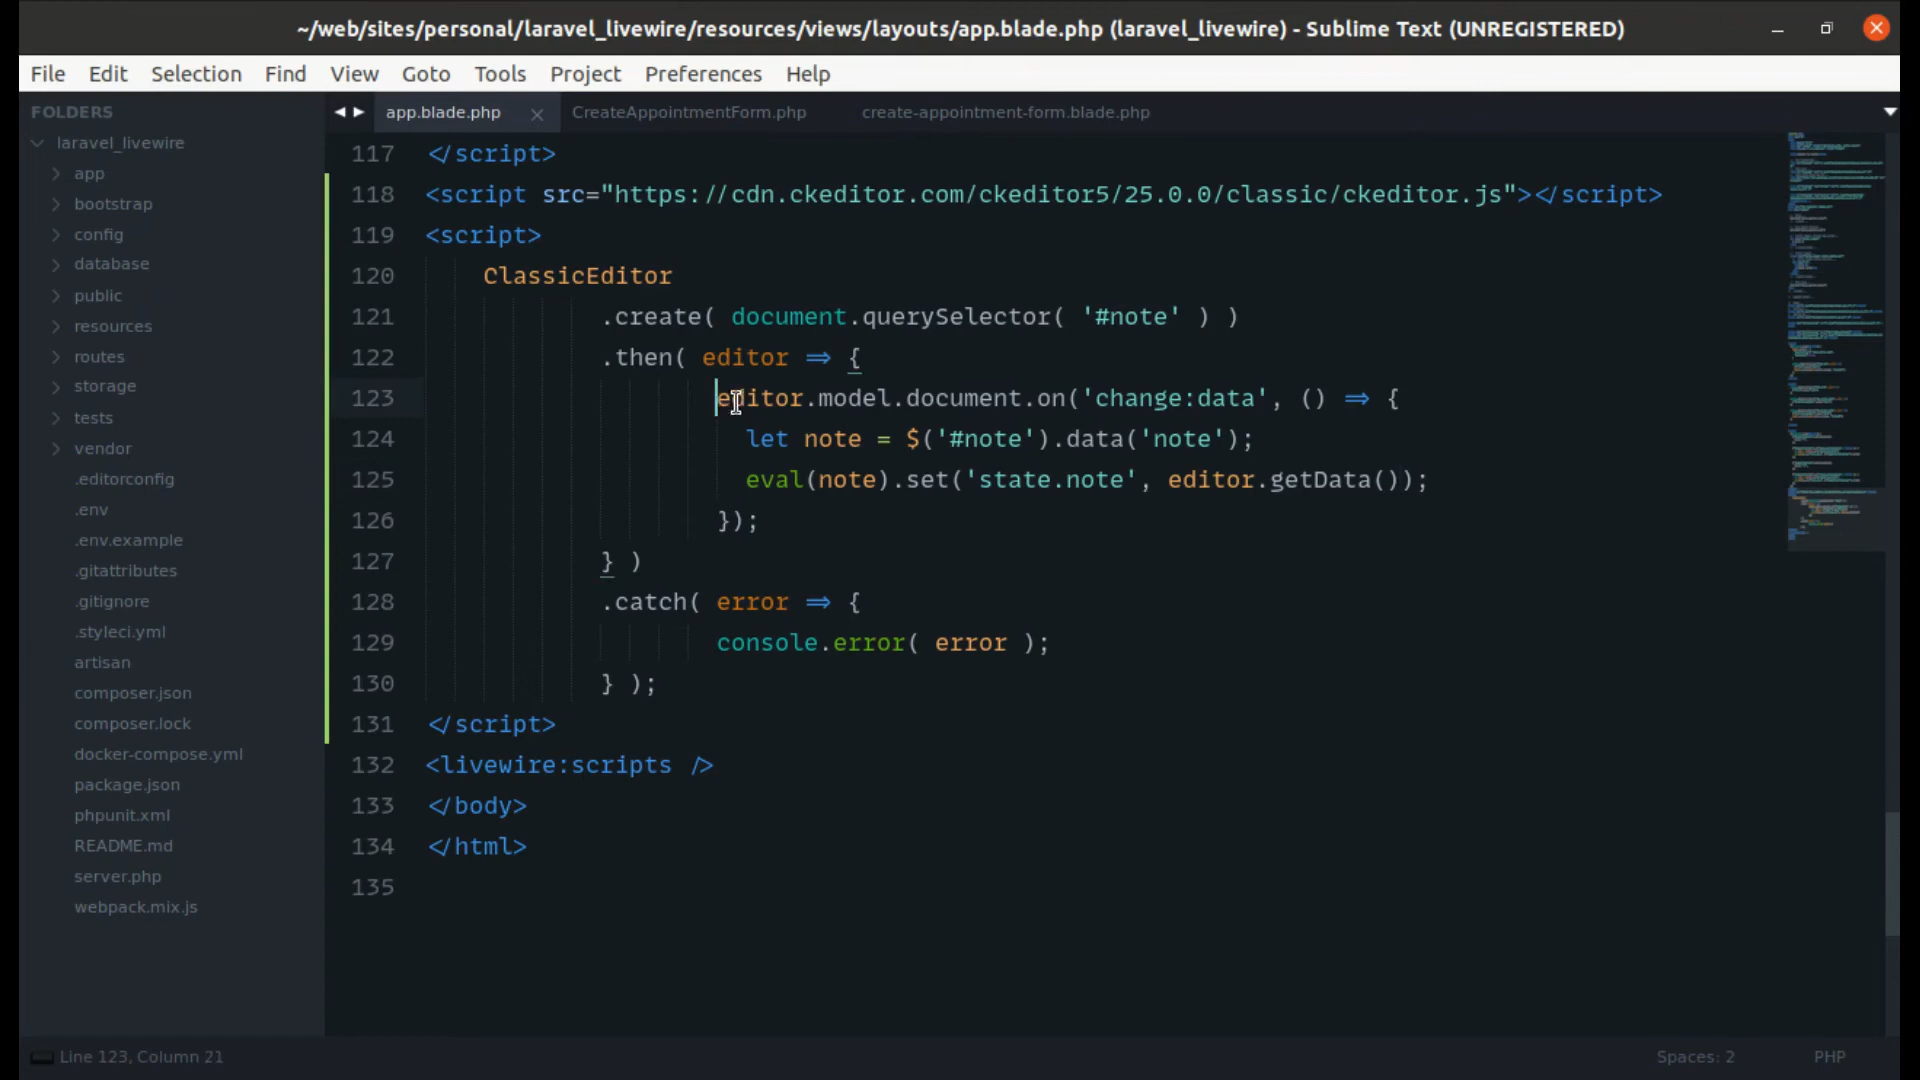 ~/web/sites/personal/laravel_livewire/resources/views/layouts/app.blade.php (laravel_livewire) - Sublime Text (UNREGISTERED)
File Edit Selection Find View Goto Tools Project Preferences Help
FOLDERS
laravel_livewire
app
bootstrap
config
database
public
resources
routes
storage
tests
vendor
.editorconfig
.env
.env.example
.gitattributes
.gitignore
.styleci.yml
artisan
composer.json
composer.lock
docker-compose.yml
package.json
phpunit.xml
README.md
server.php
webpack.mix.js
app.blade.php CreateAppointmentForm.php create-appointment-form.blade.php
117 </script>
118 <script src="https://cdn.ckeditor.com/ckeditor5/25.0.0/classic/ckeditor.js"></script>
119 <script>
120 ClassicEditor
121 .create( document.querySelector( '#note' ) )
122 .then( editor => {
123 editor.model.document.on('change:data', () => {
124 let note = $('#note').data('note');
125 eval(note).set('state.note', editor.getData());
126 });
127 } )
128 .catch( error => {
129 console.error( error );
130 } );
131 </script>
132 <livewire:scripts />
133 </body>
134 </html>
135
Line 123, Column 21 Spaces: 2 PHP